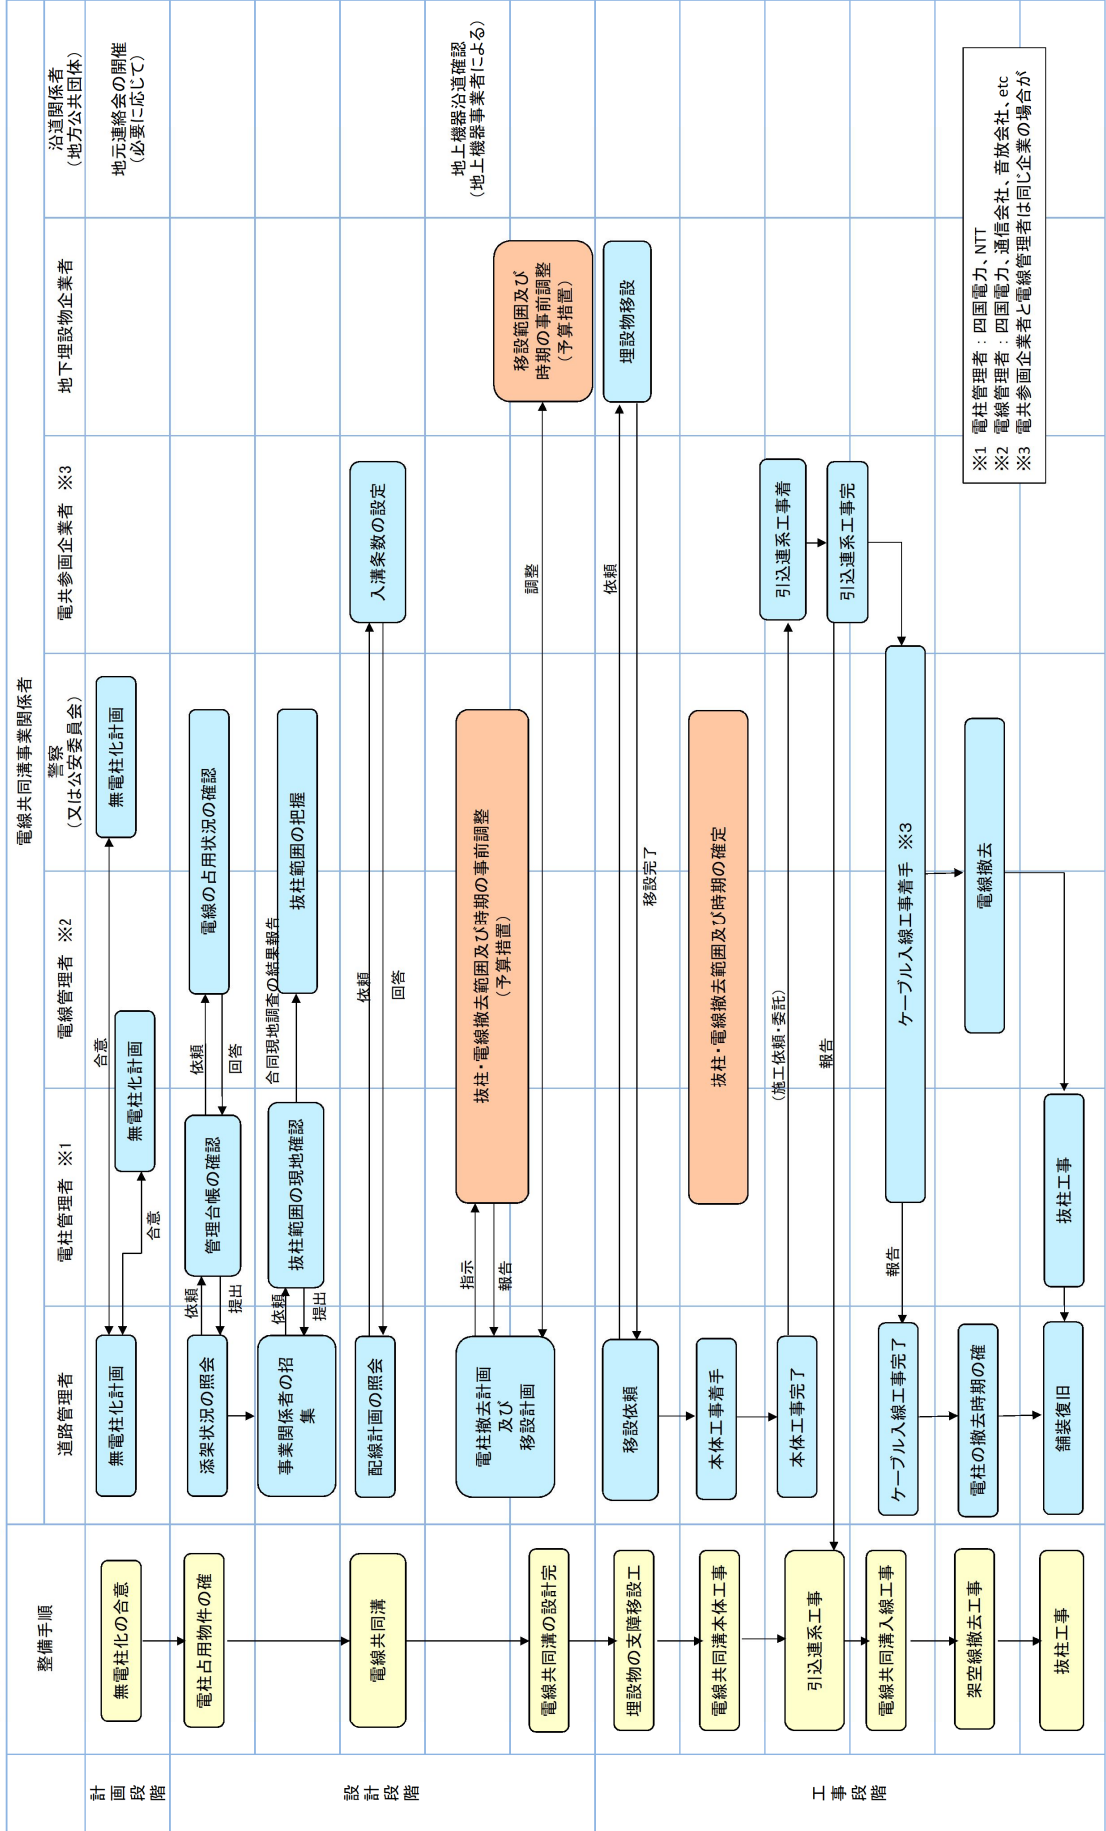 電線共同溝事業関係者
整備手順
道路管理者
電柱管理者 ※1
電線管理者 ※2
警察
（又は公安委員会）
電共参画企業者 ※3
地下埋設物企業者
沿道関係者
（地方公共団体）
計画段階
無電柱化の合意
無電柱化計画
合意
無電柱化計画
合意
無電柱化計画
地元連絡会の開催
（必要に応じて）
設計段階
電柱占用物件の確
添架状況の照会
依頼
提出
管理台帳の確認
依頼
回答
電線の占用状況の確認
事業関係者の招
集
依頼
提出
抜柱範囲の現地確認
合同現地調査の結果報告
抜柱範囲の把握
電線共同溝
配線計画の照会
依頼
回答
入溝条数の設定
電柱撤去計画
及び
移設計画
指示
報告
抜柱・電線撤去範囲及び時期の事前調整
（予算措置）
地上機器沿道確認
（地上機器事業者による）
電線共同溝の設計完
調整
移設範囲及び
時期の事前調整
（予算措置）
工事段階
埋設物の支障移設工
移設依頼
依頼
移設完了
埋設物移設
電線共同溝本体工事
本体工事着手
抜柱・電線撤去範囲及び時期の確定
引込連系工事
本体工事完了
（施工依頼・委託）
報告
引込連系工事着
引込連系工事完
電線共同溝入線工事
ケーブル入線工事完了
報告
ケーブル入線工事着手 ※3
架空線撤去工事
電柱の撤去時期の確
電線撤去
抜柱工事
舗装復旧
抜柱工事
※1 電柱管理者：四国電力、NTT
※2 電線管理者：四国電力、通信会社、音放会社、etc
※3 電共参画企業者と電線管理者は同じ企業の場合が